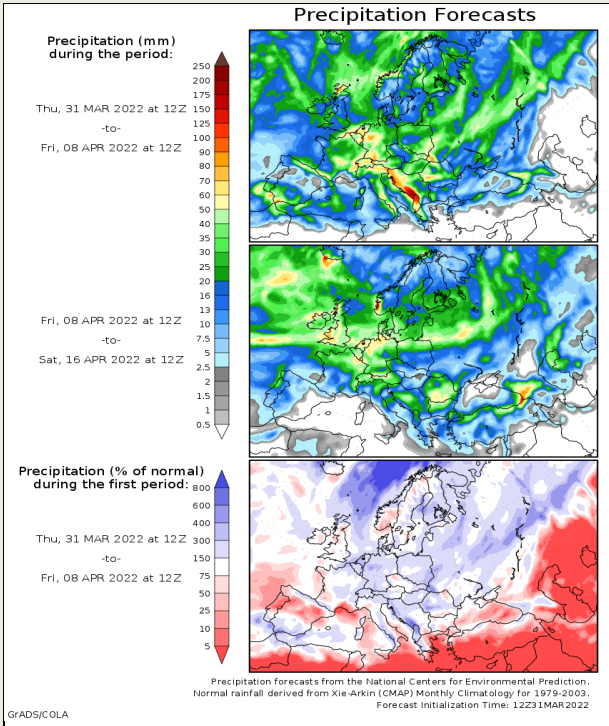 Precipitation Forecasts
Precipitation (mm)
during the period:
Thu, 31 MAR 2022 at 12Z
-to-
Fri, 08 APR 2022 at 12Z
250
200
175
150
125
100
90
80
70
60
50
40
35
30
25
20
16
13
10
7.5
5
2.5
2
1.5
1
0.5
Fri, 08 APR 2022 at 12Z
-to-
Sat, 16 APR 2022 at 12Z
Precipitation (% of normal)
during the first period:
Thu, 31 MAR 2022 at 12Z
-to-
Fri, 08 APR 2022 at 12Z
800
600
400
300
150
75
50
25
10
5
Precipitation forecasts from the National Centers for Environmental Prediction.
Normal rainfall derived from Xie-Arkin (CMAP) Monthly Climatology for 1979-2003.
Forecast Initialization Time: 12Z31MAR2022
GrADS/COLA